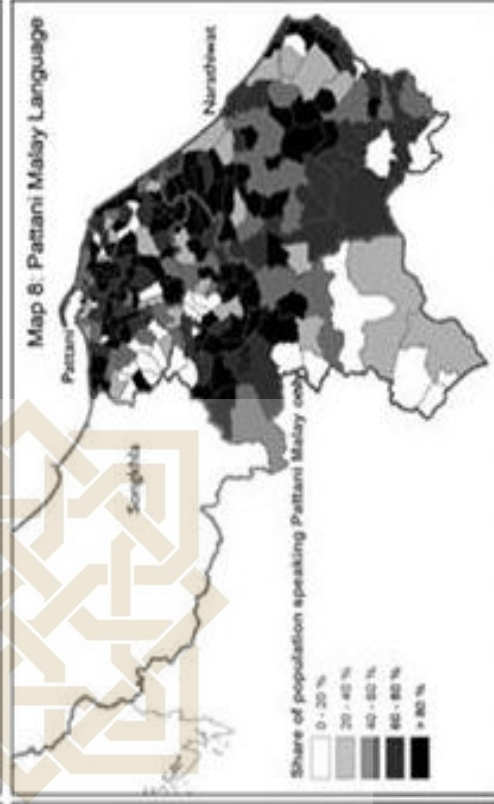 Map 8: Pattani Malay Language
Pattani
Narathiwat
Songkhla
Share of population speaking Pattani Malay only
0 - 20 %
20 - 40 %
40 - 60 %
60 - 80 %
> 80 %